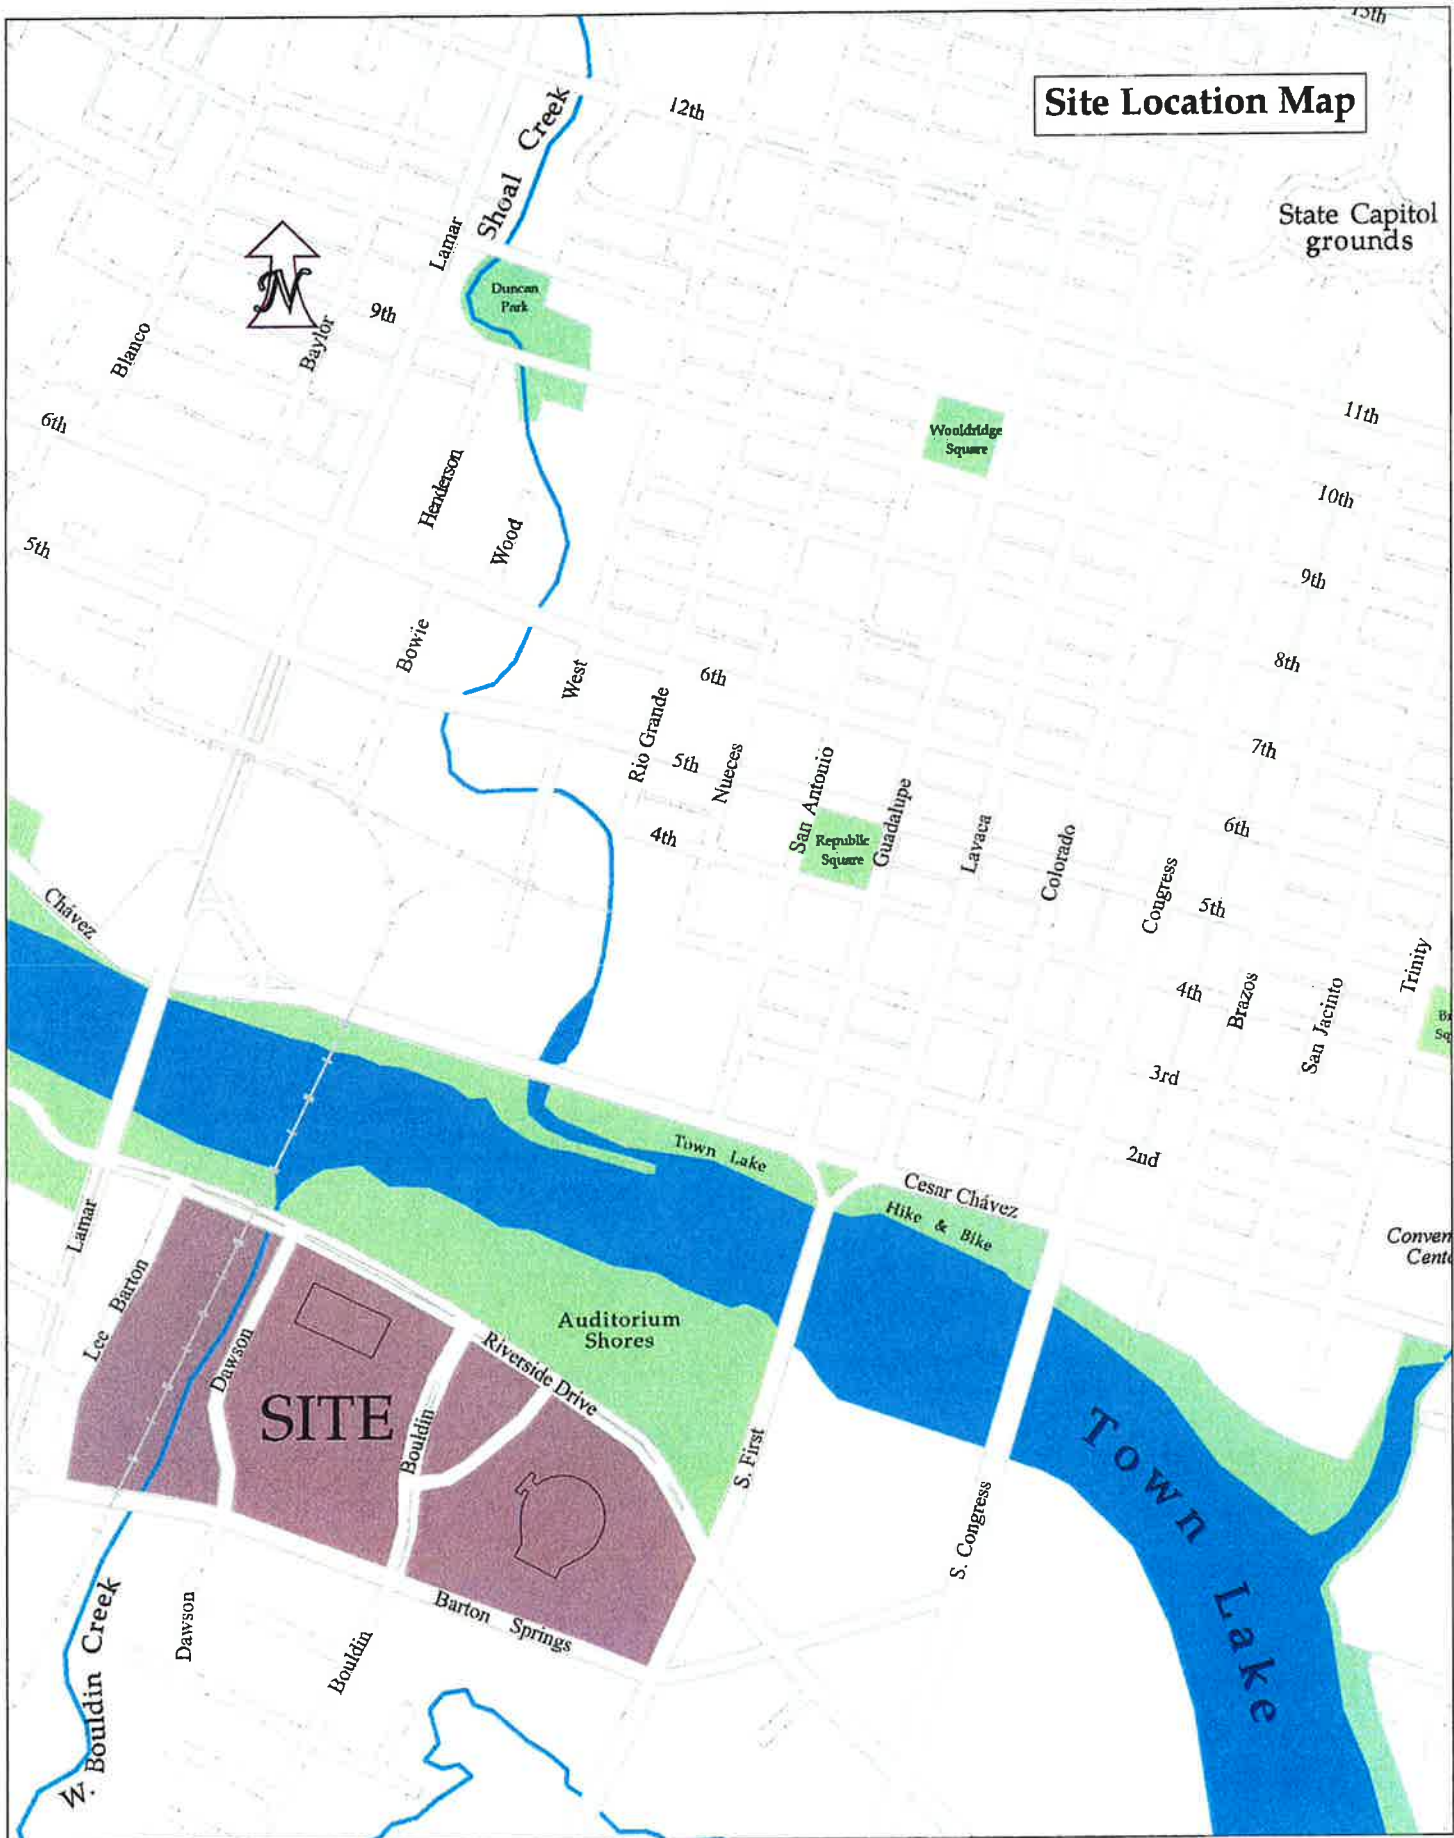 15th
Site Location Map
12th
Shoal Creek
State Capitol
grounds
Lamar
N
Duncan
Park
9th
Blanco
Baylor
11th
6th
Wooldridge
Square
10th
Henderson
Wood
5th
9th
Bowie
8th
West
6th
Rio Grande
7th
5th
Nueces
San Antonio
Guadalupe
4th
Republic
Square
Lavaca
Colorado
6th
Congress
5th
Chávez
Trinity
4th
Brazos
San Jacinto
Br
Sq
3rd
Town Lake
2nd
Cesar Chávez
Hike & Bike
Lamar
Conven
Cente
Lee Barton
Auditorium
Shores
Dawson
Riverside Drive
SITE
Bouldin
S. First
Town Lake
S. Congress
Barton Springs
Dawson
Bouldin
W. Bouldin Creek